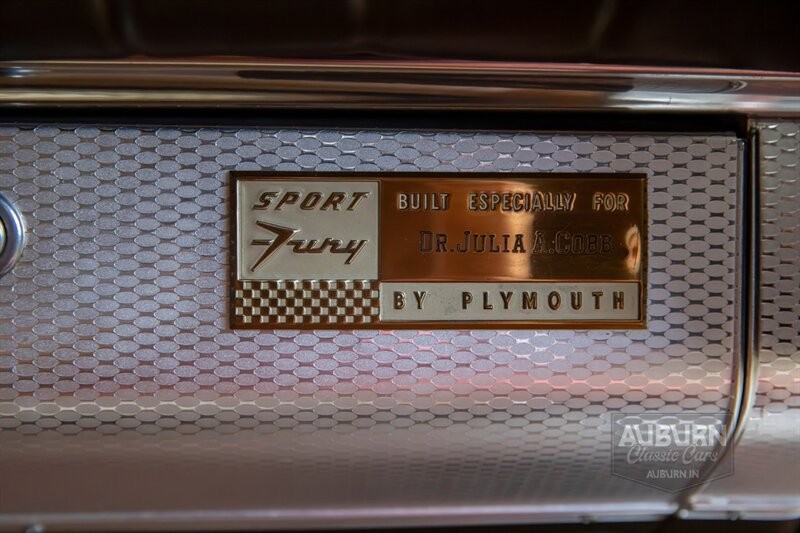 SPORT
Fury
BUILT ESPECIALLY FOR
DR. JULIA A. COBB
BY PLYMOUTH
AUBURN
Classic Cars
AUBURN.IN